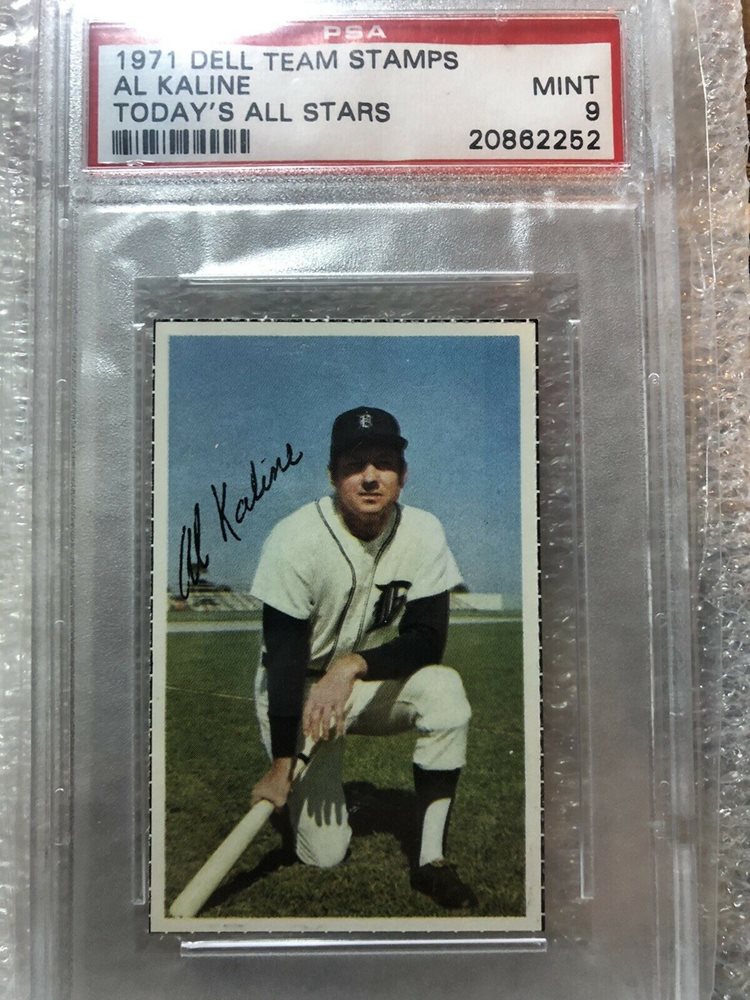 PSA
1971 DELL TEAM STAMPS
AL KALINE MINT
TODAY'S ALL STARS 9
20862252
D
Al Kaline
D